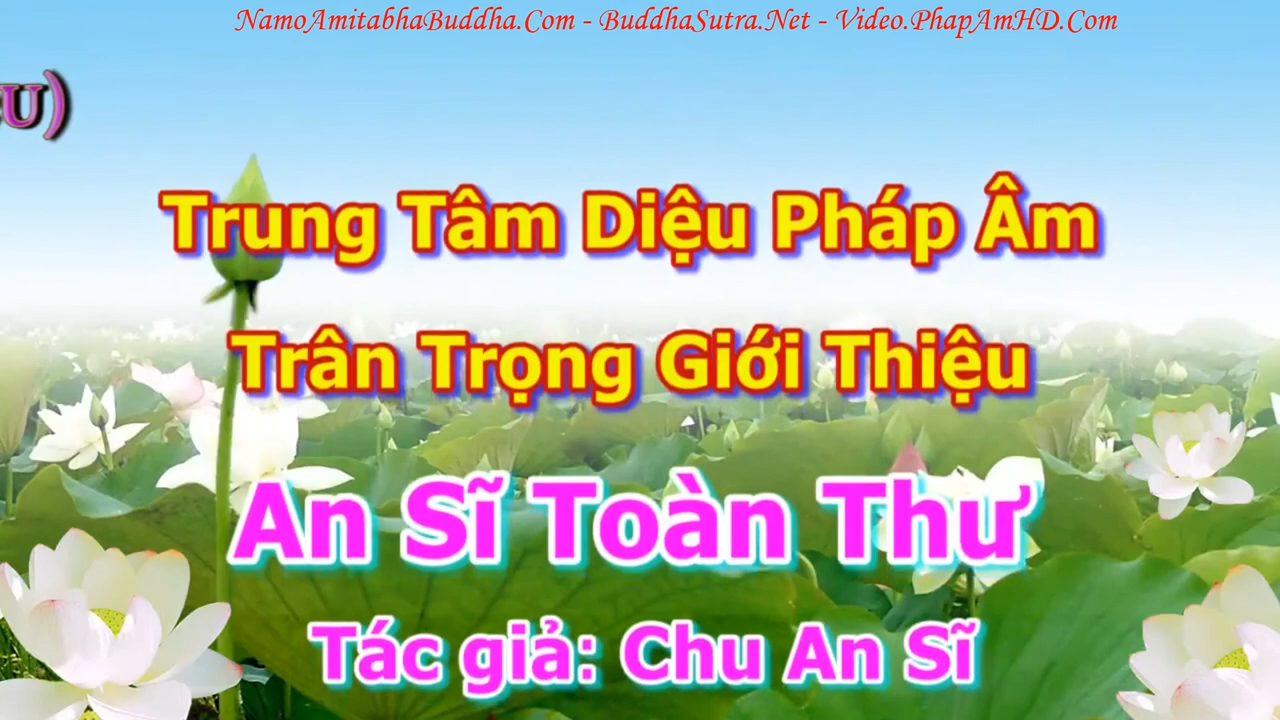 NamoAmitabhaBuddha.Com - BuddhaSutra.Net - Video.PhapAmHD.Com
Trung Tâm Diệu Pháp Âm
Trân Trọng Giới Thiệu
An Sĩ Toàn Thư
Tác giả: Chu An Sĩ